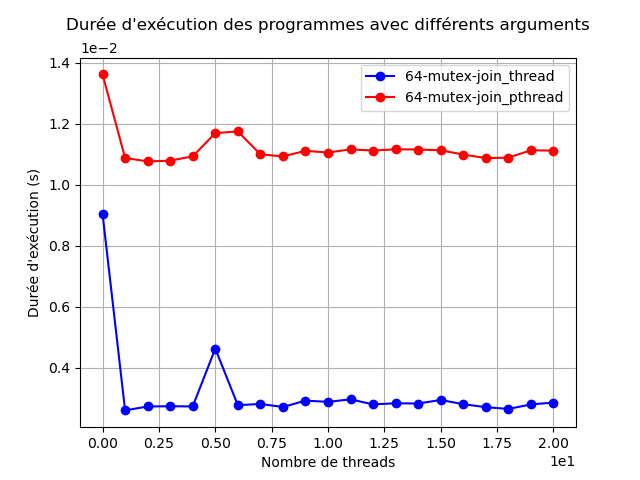 Durée d'exécution des programmes avec différents arguments
1e−2
1.4
1.2
1.0
0.8
0.6
0.4
Durée d'exécution (s)
64-mutex-join_thread
64-mutex-join_pthread
0.00 0.25 0.50 0.75 1.00 1.25 1.50 1.75 2.00
Nombre de threads
1e1